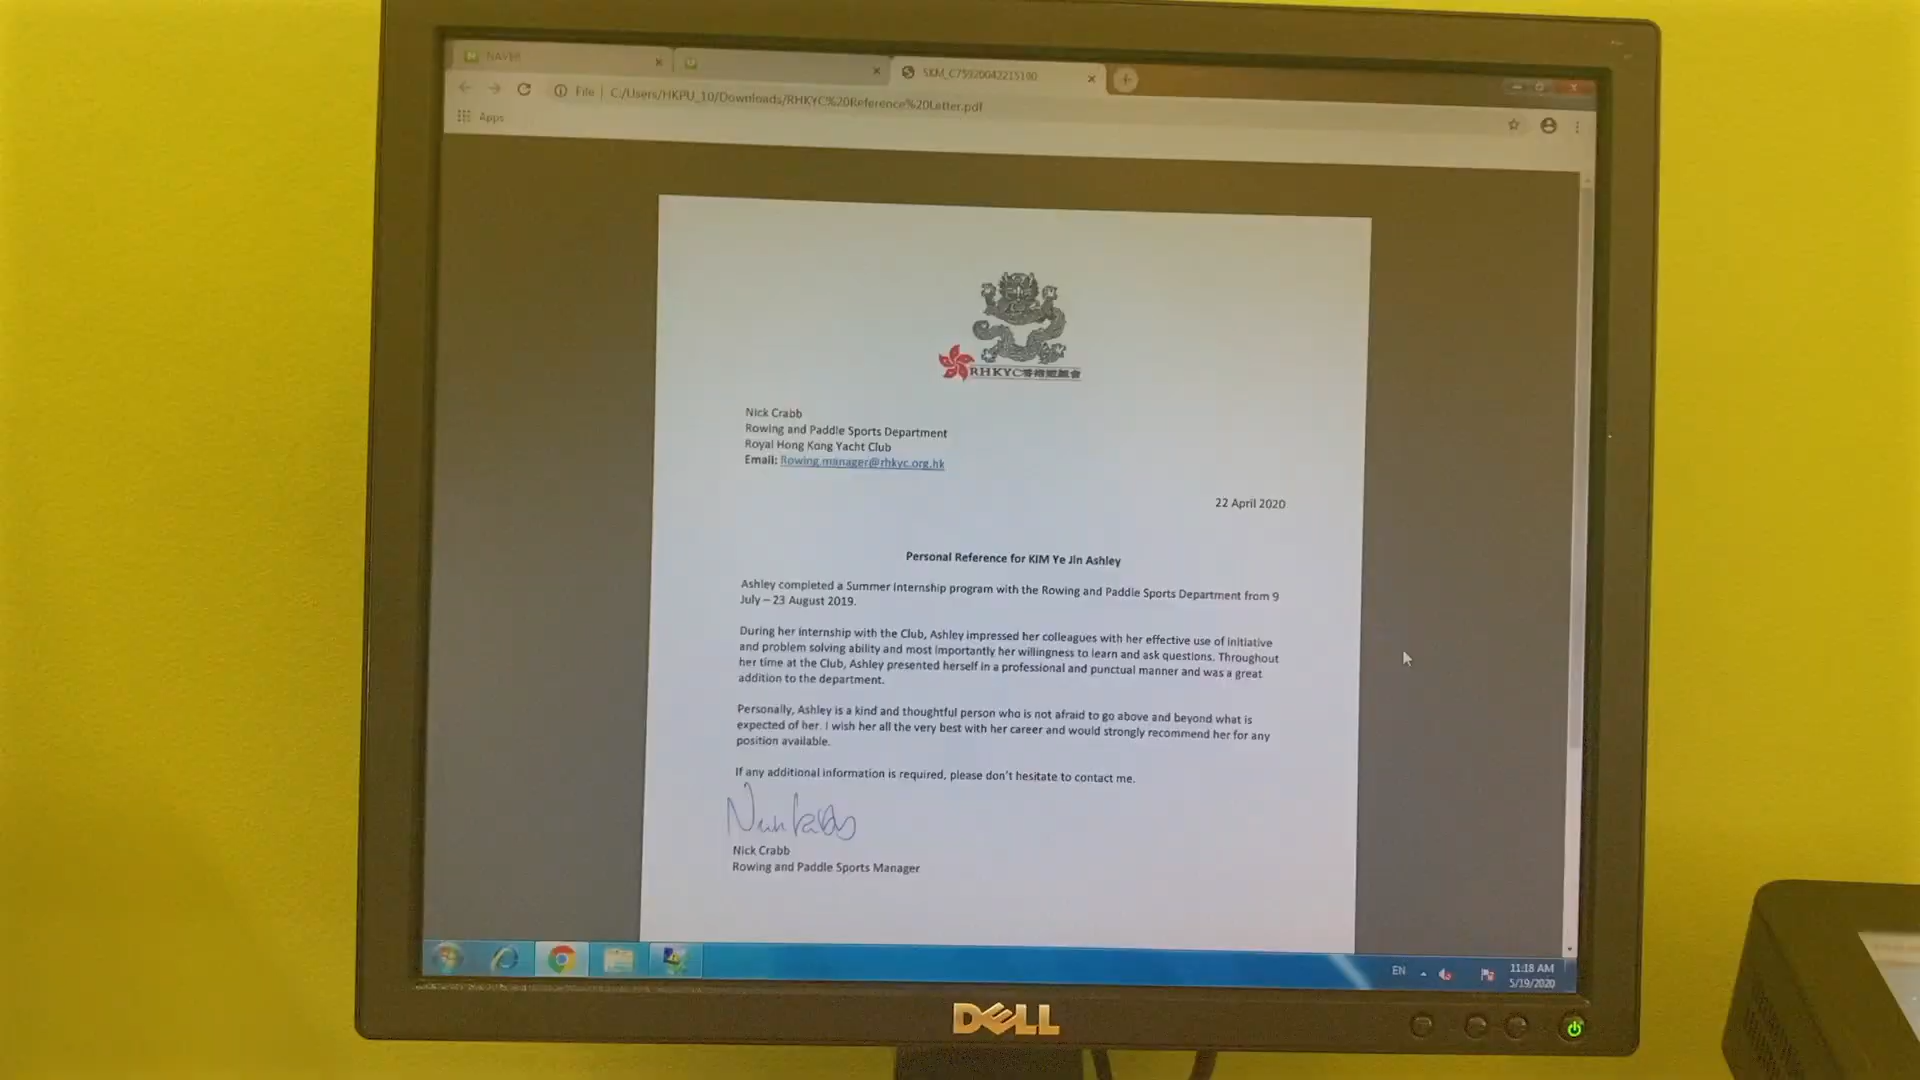 NAVER
SKM_C75920042215100
File | C:/Users/HKPU_10/Downloads/RHKYC%20Reference%20Letter.pdf
Apps
RHKYC
Nick Crabb
Rowing and Paddle Sports Department
Royal Hong Kong Yacht Club
Email: Rowing.manager@rhkyc.org.hk
22 April 2020
Personal Reference for KIM Ye Jin Ashley
Ashley completed a Summer Internship program with the Rowing and Paddle Sports Department from 9
July – 23 August 2019.
During her internship with the Club, Ashley impressed her colleagues with her effective use of initiative
and problem solving ability and most importantly her willingness to learn and ask questions. Throughout
her time at the Club, Ashley presented herself in a professional and punctual manner and was a great
addition to the department.
Personally, Ashley is a kind and thoughtful person who is not afraid to go above and beyond what is
expected of her. I wish her all the very best with her career and would strongly recommend her for any
position available.
If any additional information is required, please don't hesitate to contact me.
Nick Crabb
Rowing and Paddle Sports Manager
EN
11:18 AM
5/19/2020
DELL